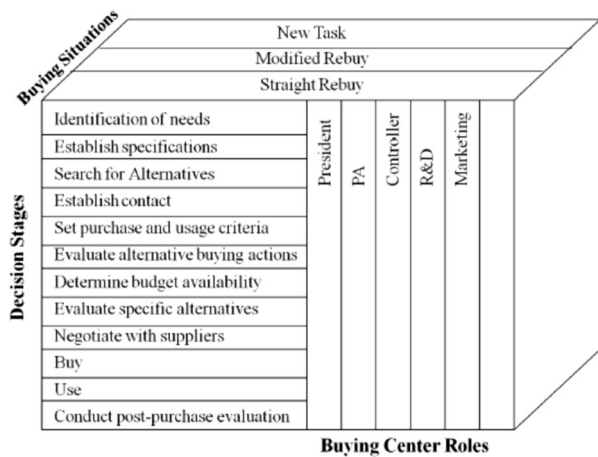 Buying Situations
New Task
Modified Rebuy
Straight Rebuy
Decision Stages
Identification of needs
Establish specifications
Search for Alternatives
Establish contact
Set purchase and usage criteria
Evaluate alternative buying actions
Determine budget availability
Evaluate specific alternatives
Negotiate with suppliers
Buy
Use
Conduct post-purchase evaluation
President
PA
Controller
R&D
Marketing
Buying Center Roles